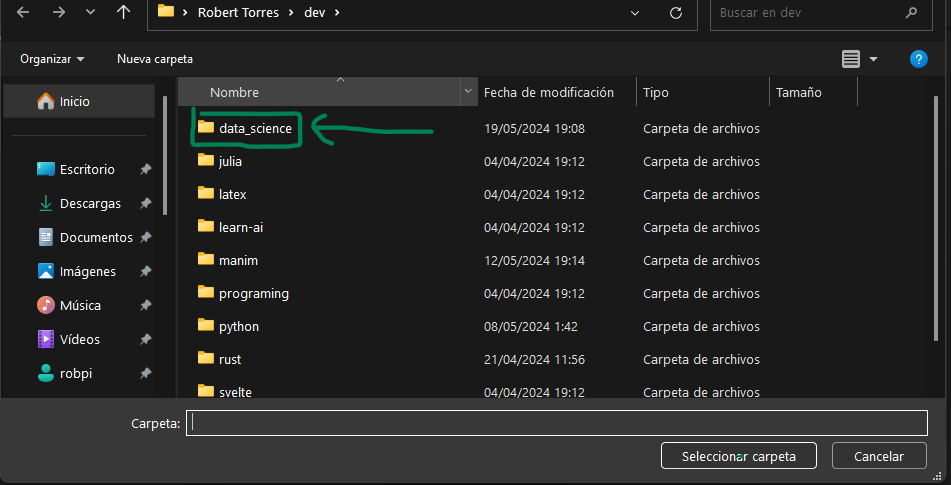 Robert Torres dev
Buscar en dev
Organizar
Nueva carpeta
?
Inicio
Escritorio
Descargas
Documentos
Imágenes
Música
Vídeos
robpi
Nombre Fecha de modificación Tipo Tamaño
data_science 19/05/2024 19:08 Carpeta de archivos
julia 04/04/2024 19:12 Carpeta de archivos
latex 04/04/2024 19:12 Carpeta de archivos
learn-ai 04/04/2024 19:12 Carpeta de archivos
manim 12/05/2024 19:14 Carpeta de archivos
programing 04/04/2024 19:12 Carpeta de archivos
python 08/05/2024 1:42 Carpeta de archivos
rust 21/04/2024 11:56 Carpeta de archivos
svelte 04/04/2024 19:12 Carpeta de archivos
Carpeta:
Seleccionar carpeta
Cancelar